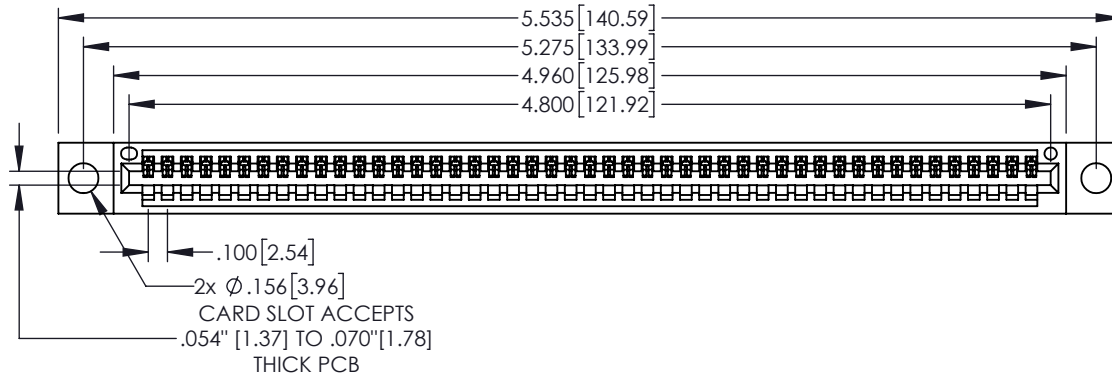 5.535[140.59]
5.275[133.99]
4.960[125.98]
4.800[121.92]
.100[2.54]
2x Ø.156[3.96]
CARD SLOT ACCEPTS
.054" [1.37] TO .070"[1.78]
THICK PCB